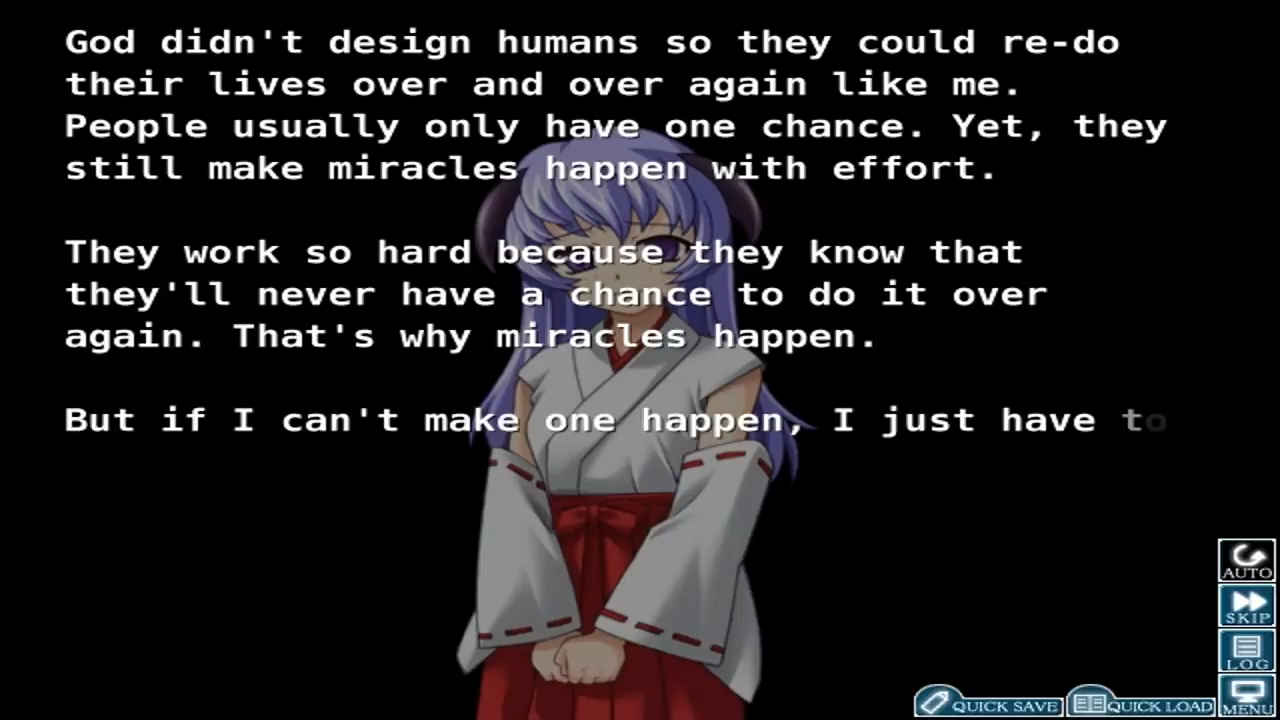 God didn't design humans so they could re-do
their lives over and over again like me.
People usually only have one chance. Yet, they
still make miracles happen with effort.
They work so hard because they know that
they'll never have a chance to do it over
again. That's why miracles happen.
But if I can't make one happen, I just have to
AUTO
SKIP
LOG
MENU
QUICK SAVE
QUICK LOAD